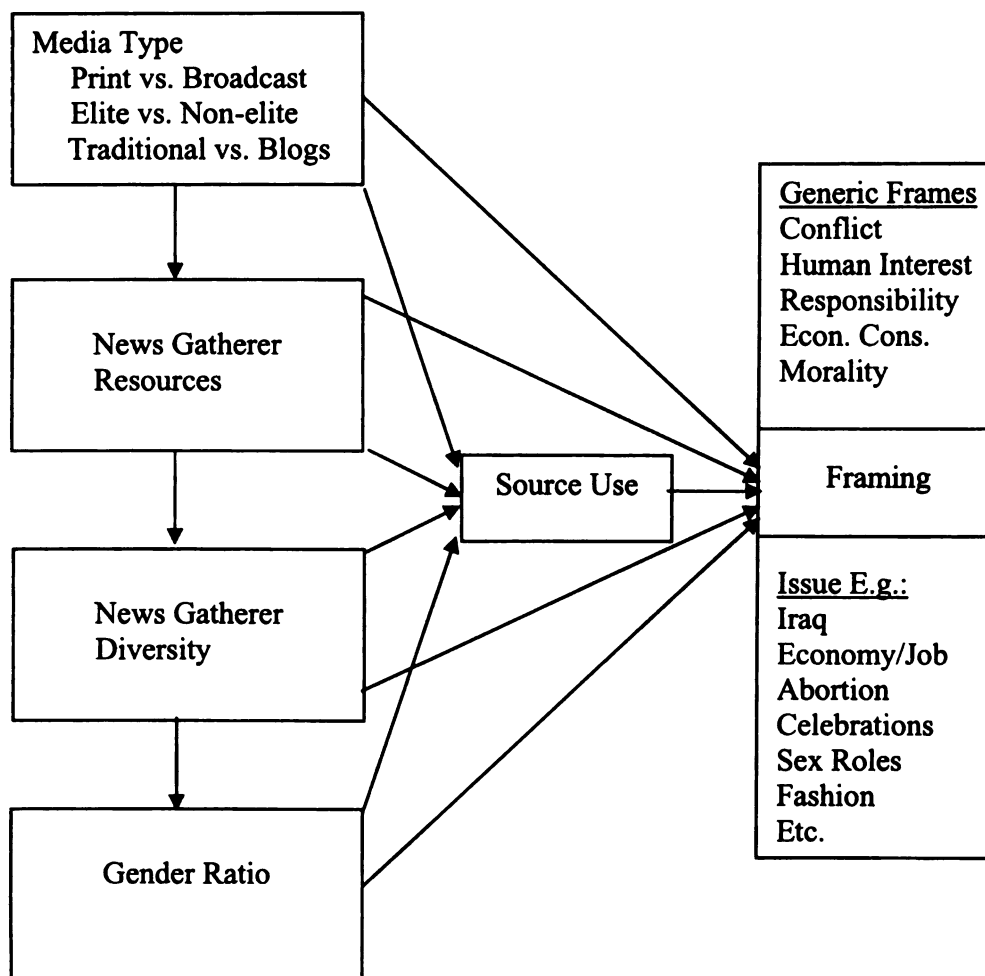 Media Type
Print vs. Broadcast
Elite vs. Non-elite
Traditional vs. Blogs
News Gatherer
Resources
News Gatherer
Diversity
Gender Ratio
Source Use
Generic Frames
Conflict
Human Interest
Responsibility
Econ. Cons.
Morality
Framing
Issue E.g.:
Iraq
Economy/Job
Abortion
Celebrations
Sex Roles
Fashion
Etc.